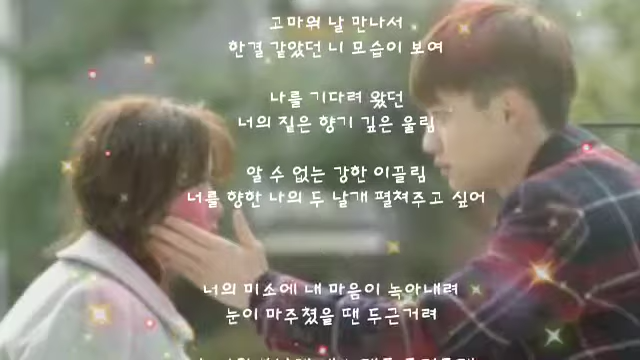 고마워 날 만나서
한결 같았던 니 모습이 보여
나를 기다려 왔던
너의 짙은 향기 깊은 울림
알 수 없는 강한 이끌림
너를 향한 나의 두 날개 펼쳐주고 싶어
너의 미소에 내 마음이 녹아내려
눈이 마주쳤을 땐 두근거려